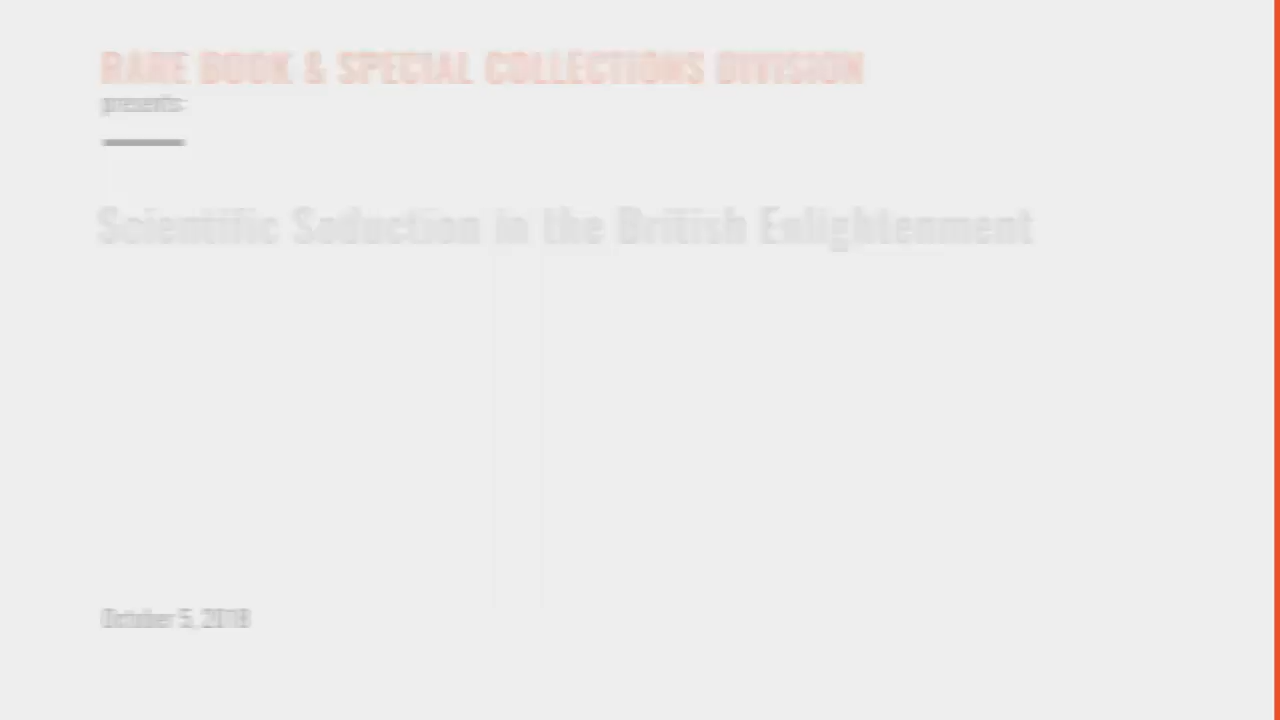 RARE BOOK & SPECIAL COLLECTIONS DIVISION
presents
Scientific Seduction in the British Enlightenment
October 5, 2018